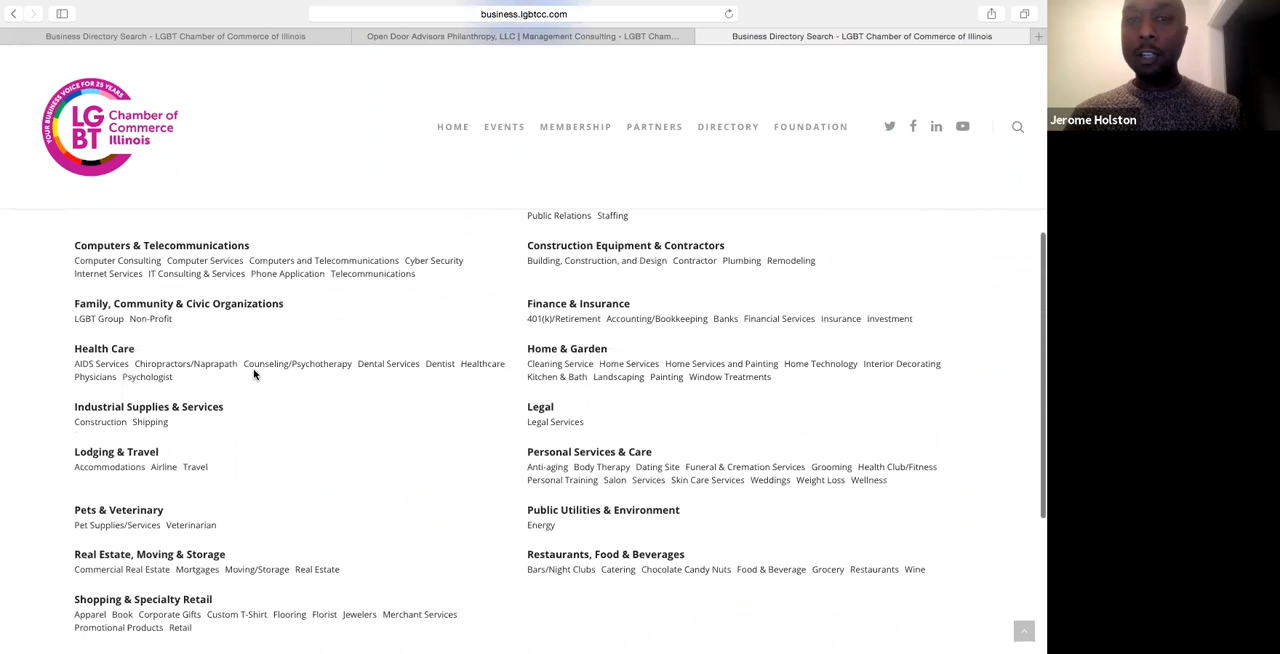 business.lgbtcc.com
Business Directory Search - LGBT Chamber of Commerce of Illinois
Open Door Advisors Philanthropy, LLC | Management Consulting - LGBT Cham...
Business Directory Search - LGBT Chamber of Commerce of Illinois
YOUR BUSINESS VOICE FOR 25 YEARS
LG
BT
Chamber of
Commerce
Illinois
HOME EVENTS MEMBERSHIP PARTNERS DIRECTORY FOUNDATION
Jerome Holston
Public Relations Staffing
Computers & Telecommunications
Computer Consulting Computer Services Computers and Telecommunications Cyber Security
Internet Services IT Consulting & Services Phone Application Telecommunications
Construction Equipment & Contractors
Building, Construction, and Design Contractor Plumbing Remodeling
Family, Community & Civic Organizations
LGBT Group Non-Profit
Finance & Insurance
401(k)/Retirement Accounting/Bookkeeping Banks Financial Services Insurance Investment
Health Care
AIDS Services Chiropractors/Naprapath Counseling/Psychotherapy Dental Services Dentist Healthcare
Physicians Psychologist
Home & Garden
Cleaning Service Home Services Home Services and Painting Home Technology Interior Decorating
Kitchen & Bath Landscaping Painting Window Treatments
Industrial Supplies & Services
Construction Shipping
Legal
Legal Services
Lodging & Travel
Accommodations Airline Travel
Personal Services & Care
Anti-aging Body Therapy Dating Site Funeral & Cremation Services Grooming Health Club/Fitness
Personal Training Salon Services Skin Care Services Weddings Weight Loss Wellness
Pets & Veterinary
Pet Supplies/Services Veterinarian
Public Utilities & Environment
Energy
Real Estate, Moving & Storage
Commercial Real Estate Mortgages Moving/Storage Real Estate
Restaurants, Food & Beverages
Bars/Night Clubs Catering Chocolate Candy Nuts Food & Beverage Grocery Restaurants Wine
Shopping & Specialty Retail
Apparel Book Corporate Gifts Custom T-Shirt Flooring Florist Jewelers Merchant Services
Promotional Products Retail